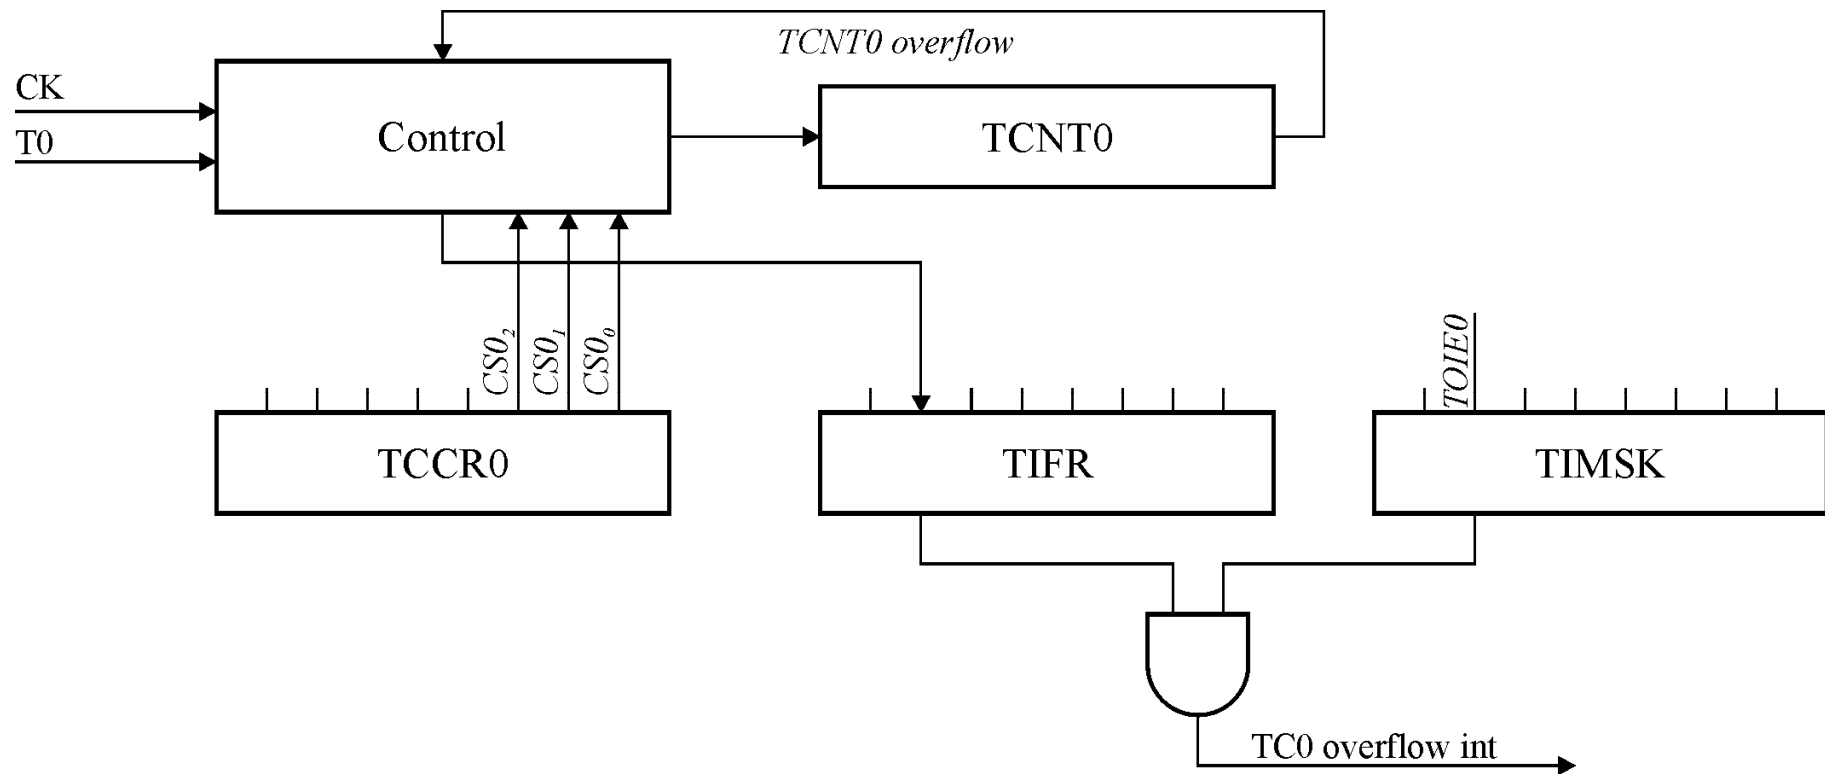 TCNT0 overflow
CK
T0
Control
TCNT0
CS0₂
CS0₁
CS0₀
TOIE0
TCCR0
TIFR
TIMSK
TC0 overflow int